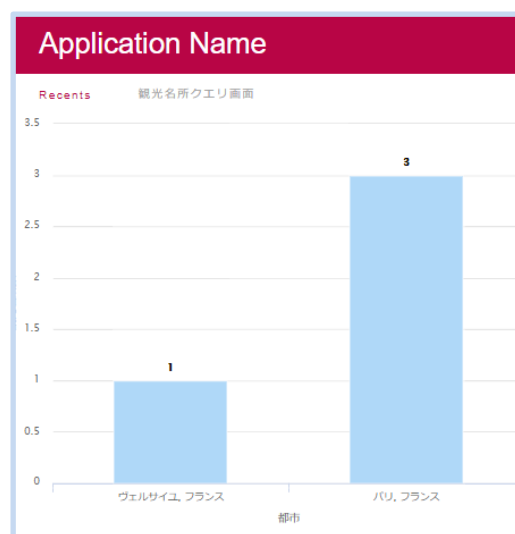 Application Name
Recents 観光名所クエリ画面
3.5
3
3
2.5
2
1.5
1
1
0.5
0
ヴェルサイユ, フランス パリ, フランス
都市